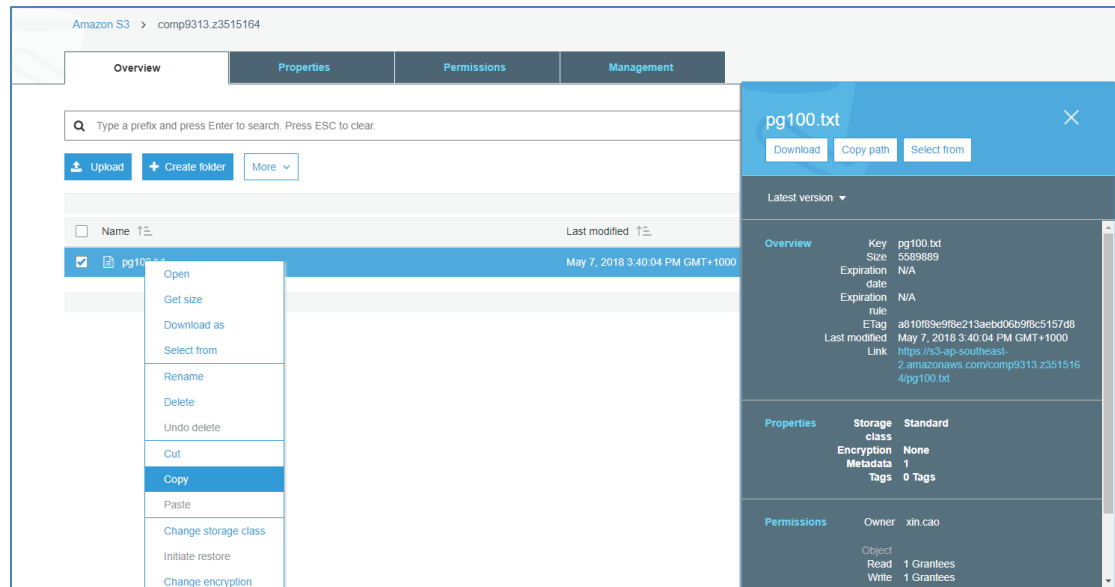 Amazon S3 > comp9313.z3515164
Overview Properties Permissions Management
Type a prefix and press Enter to search. Press ESC to clear.
Upload Create folder More
Name Last modified
May 7, 2018 3:40:04 PM GMT+1000
Open
Get size
Download as
Select from
Rename
Delete
Undo delete
Cut
Copy
Paste
Change storage class
Initiate restore
Change encryption
pg100.txt
Download Copy path Select from
Latest version
Overview Key pg100.txt
Size 5589889
Expiration N/A
date
Expiration N/A
rule
ETag a810f89e9f8e213aebd06b9f8c5157d8
Last modified May 7, 2018 3:40:04 PM GMT+1000
Link https://s3-ap-southeast-
2.amazonaws.com/comp9313.z351516
4/pg100.txt
Properties Storage Standard
class
Encryption None
Metadata 1
Tags 0 Tags
Permissions Owner xin.cao
Object
Read 1 Grantees
Write 1 Grantees